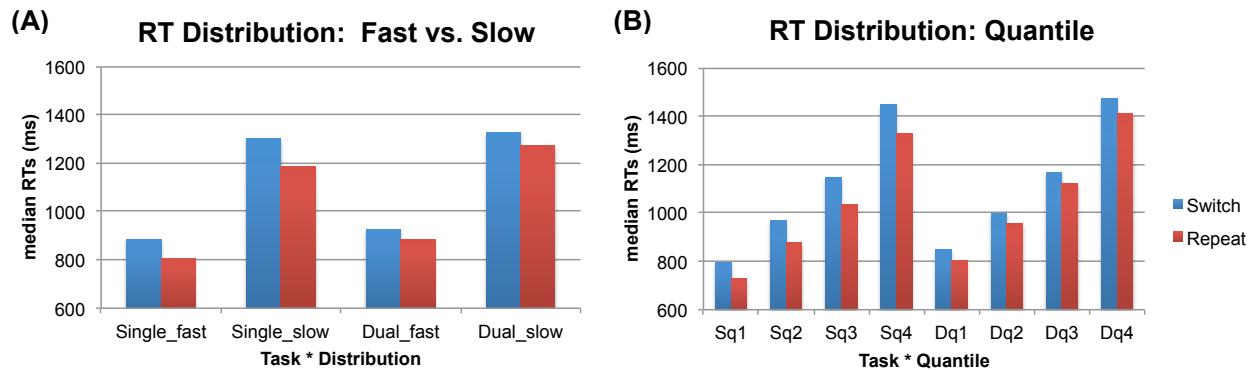 (A)
RT Distribution: Fast vs. Slow
median RTs (ms)
1600
1400
1200
1000
800
600
Single_fast Single_slow Dual_fast Dual_slow
Task * Distribution
(B)
RT Distribution: Quantile
median RTs (ms)
1600
1400
1200
1000
800
600
Sq1 Sq2 Sq3 Sq4 Dq1 Dq2 Dq3 Dq4
Task * Quantile
Switch
Repeat